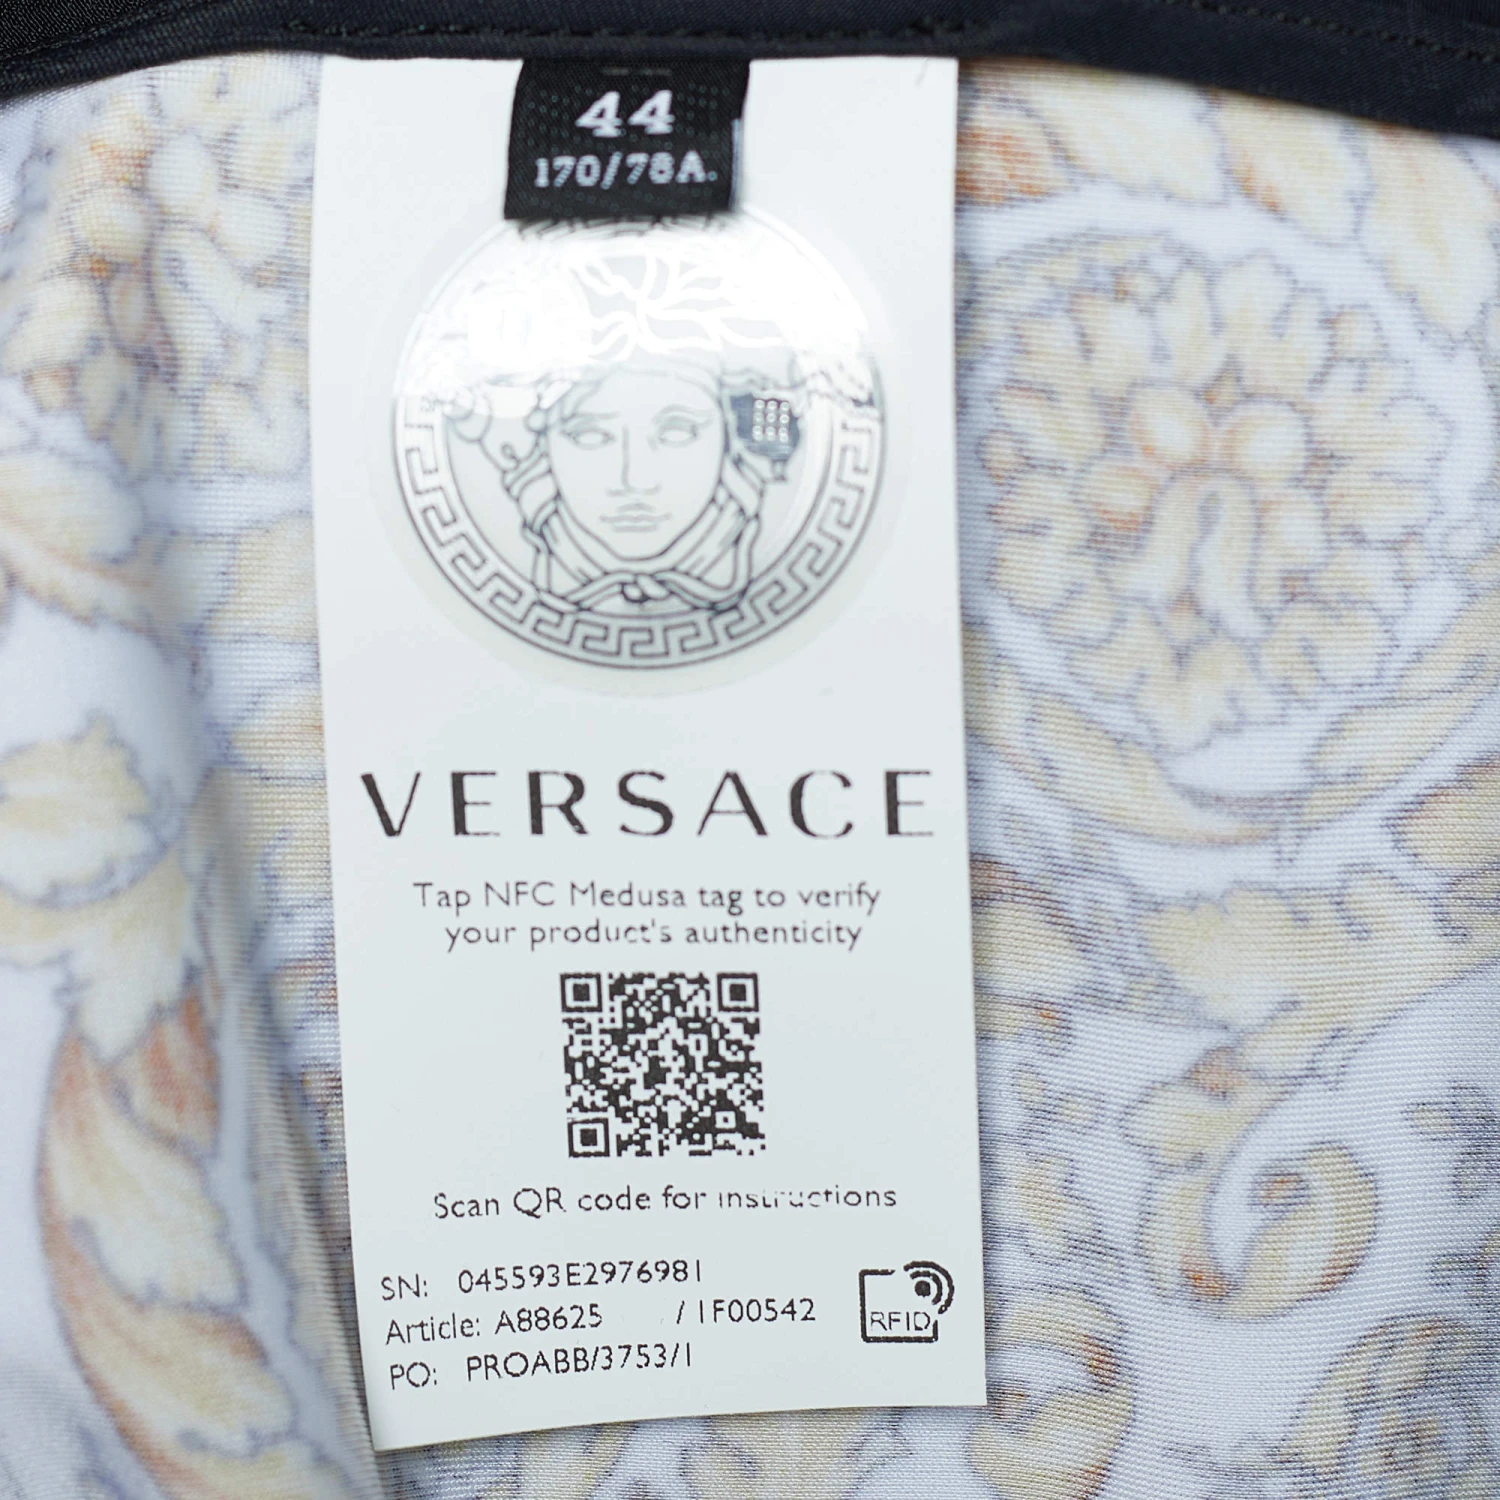 44
170/78A.
VERSACE
Tap NFC Medusa tag to verify
your product's authenticity
Scan QR code for instructions
SN: 045593E2976981
Article: A88625 / 1F00542
PO: PROABB/3753/1
RFID